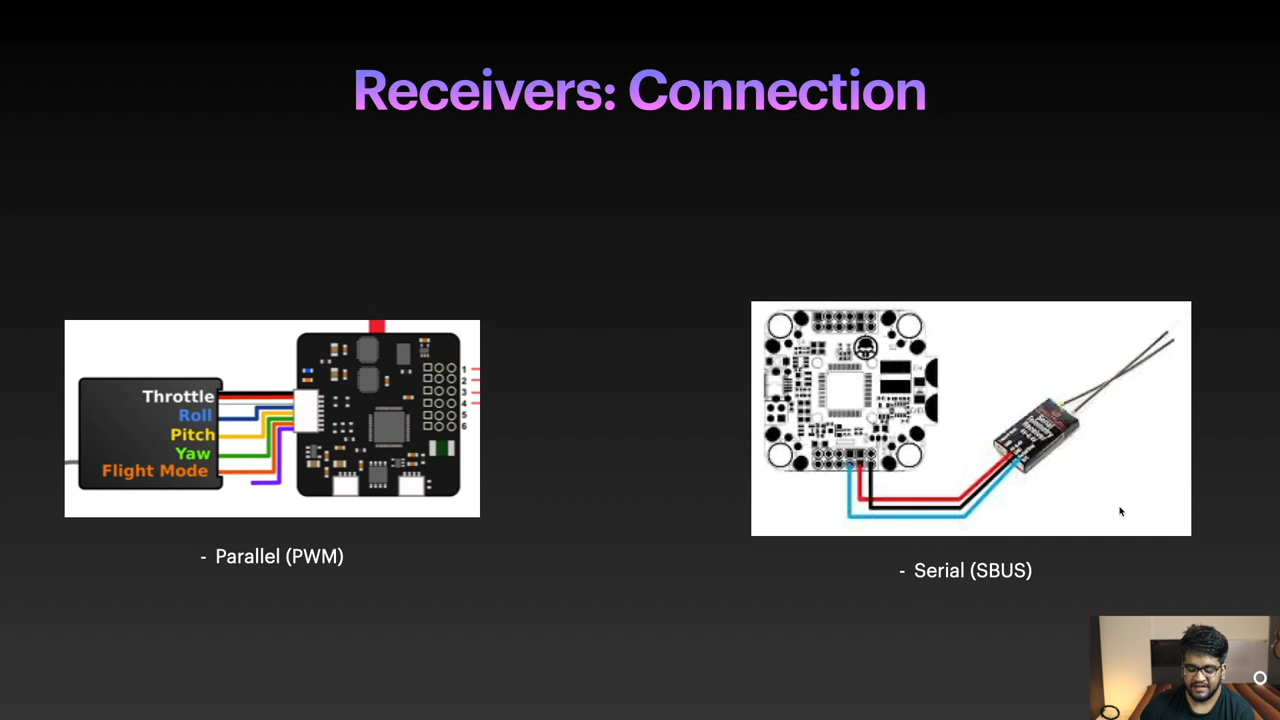 Receivers: Connection
Throttle
Roll
Pitch
Yaw
Flight Mode
1
2
3
4
5
6
- Parallel (PWM)
- Serial (SBUS)